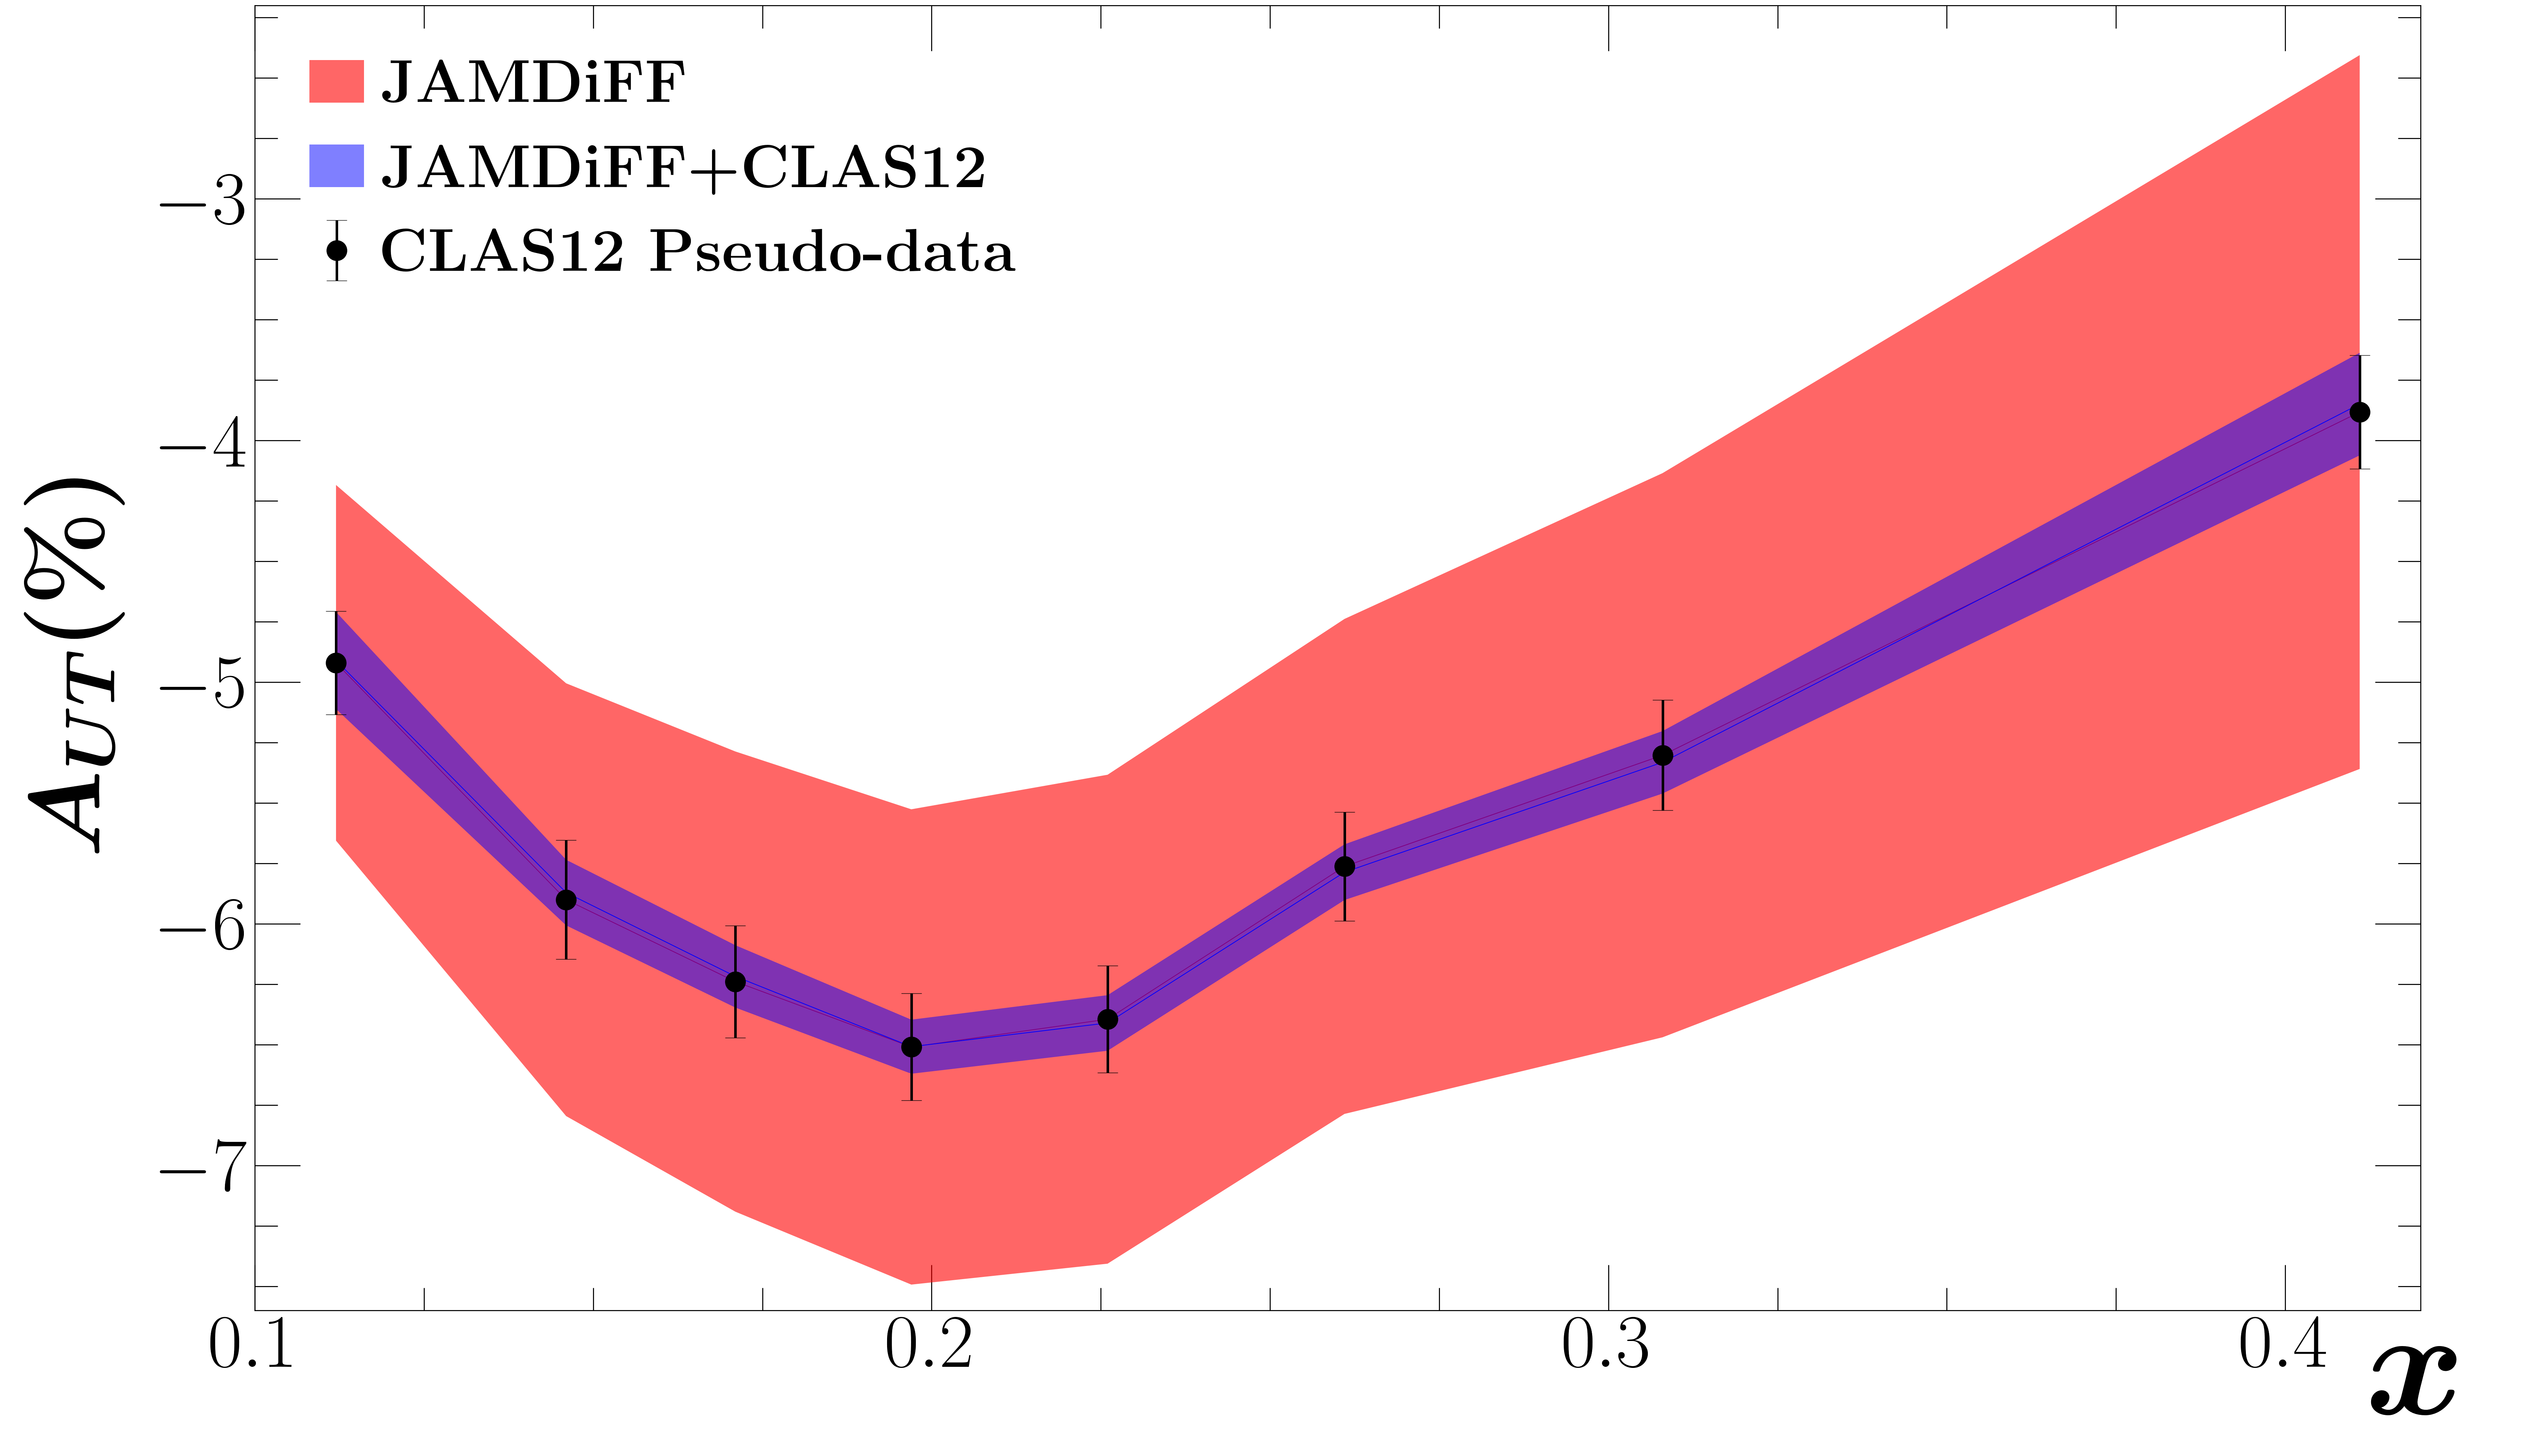 JAMDiFF
JAMDiFF+CLAS12
CLAS12 Pseudo-data
−3
−4
−5
−6
−7
A_UT(%)
0.1 0.2 0.3 0.4
x